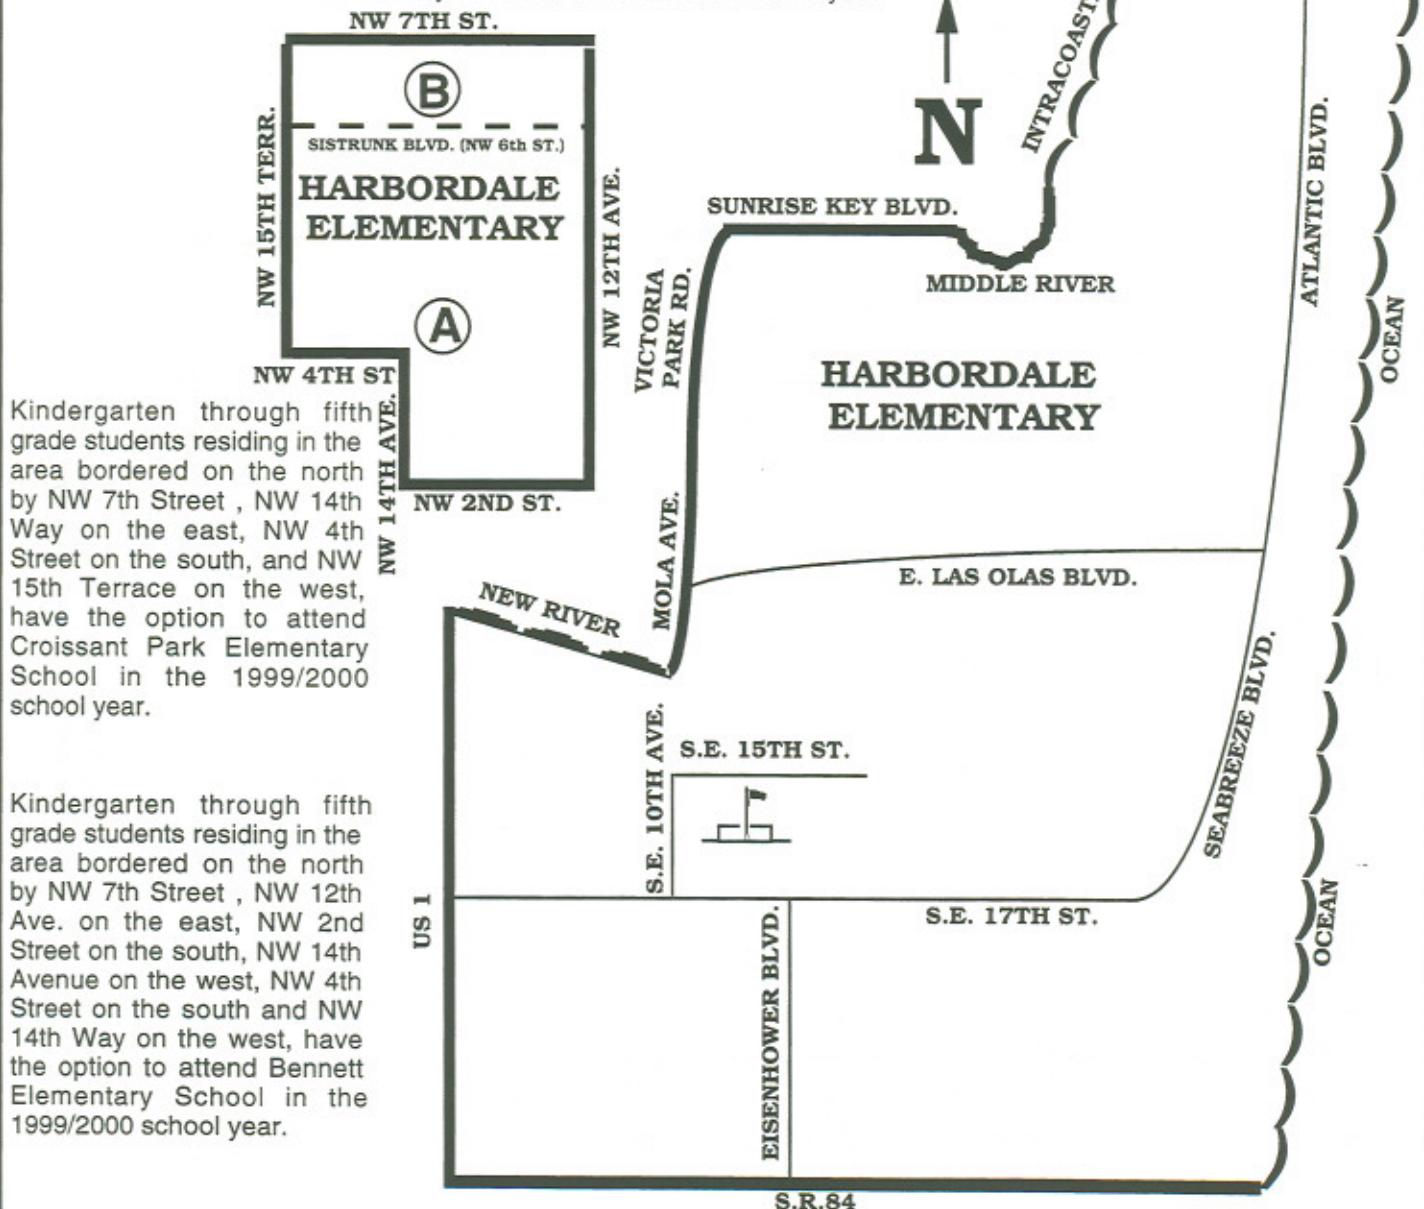 NW 7TH ST.
B
SISTRUNK BLVD. (NW 6th ST.)
HARBORDALE
ELEMENTARY
A
NW 15TH TERR.
NW 12TH AVE.
NW 4TH ST
NW 14TH AVE.
NW 2ND ST.
N
INTRACOAST
SUNRISE KEY BLVD.
MIDDLE RIVER
VICTORIA
PARK RD.
ATLANTIC BLVD.
OCEAN
HARBORDALE
ELEMENTARY
MOLA AVE.
E. LAS OLAS BLVD.
NEW RIVER
SEABREEZE BLVD.
S.E. 10TH AVE.
S.E. 15TH ST.
US 1
S.E. 17TH ST.
OCEAN
EISENHOWER BLVD.
S.R.84
Kindergarten through fifth
grade students residing in the
area bordered on the north
by NW 7th Street , NW 14th
Way on the east, NW 4th
Street on the south, and NW
15th Terrace on the west,
have the option to attend
Croissant Park Elementary
School in the 1999/2000
school year.
Kindergarten through fifth
grade students residing in the
area bordered on the north
by NW 7th Street , NW 12th
Ave. on the east, NW 2nd
Street on the south, NW 14th
Avenue on the west, NW 4th
Street on the south and NW
14th Way on the west, have
the option to attend Bennett
Elementary School in the
1999/2000 school year.